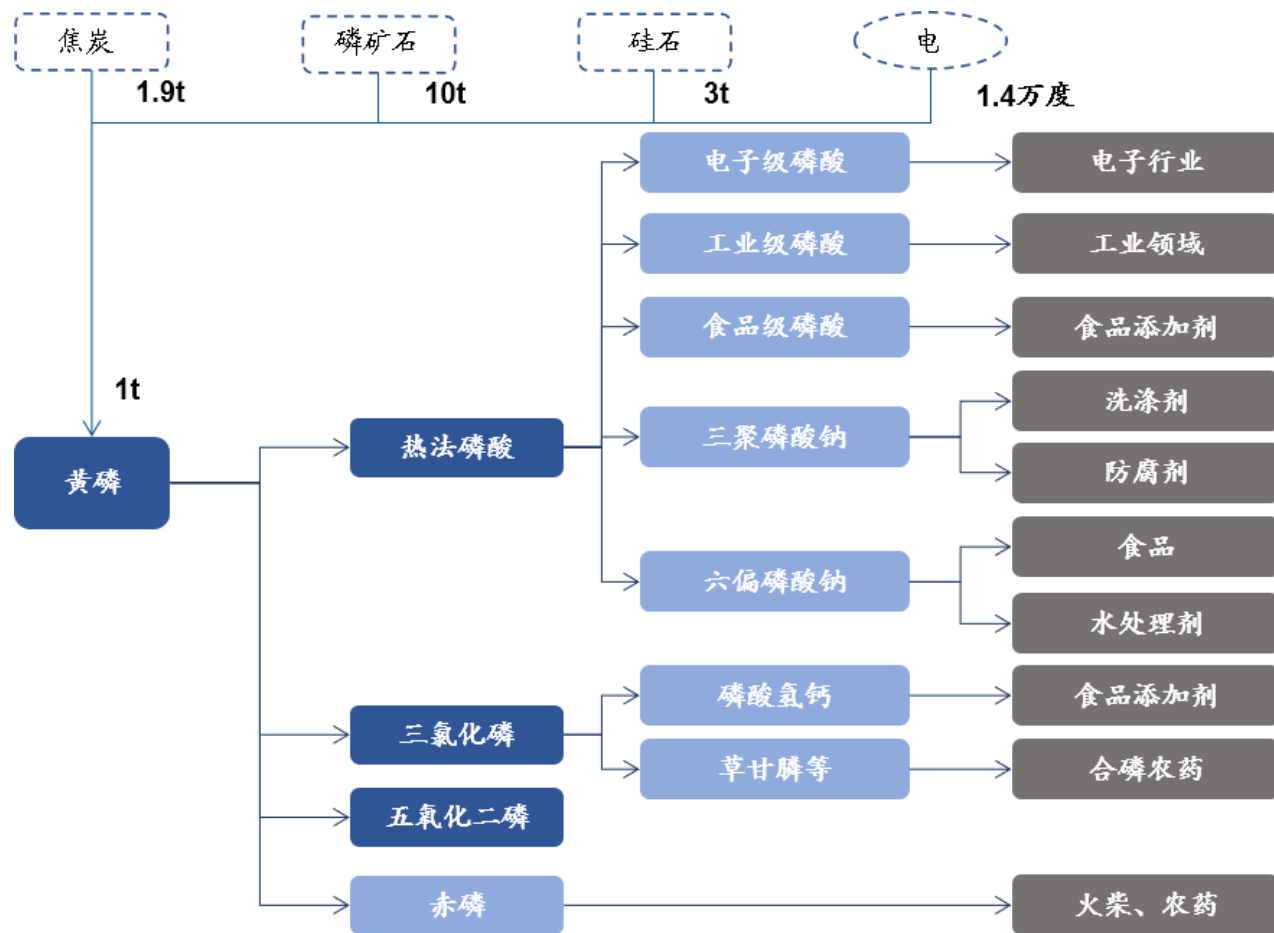 焦炭
磷矿石
硅石
电
1.9t
10t
3t
1.4万度
1t
黄磷
热法磷酸
三氯化磷
五氧化二磷
赤磷
电子级磷酸
工业级磷酸
食品级磷酸
三聚磷酸钠
六偏磷酸钠
磷酸氢钙
草甘膦等
电子行业
工业领域
食品添加剂
洗涤剂
防腐剂
食品
水处理剂
食品添加剂
合磷农药
火柴、农药